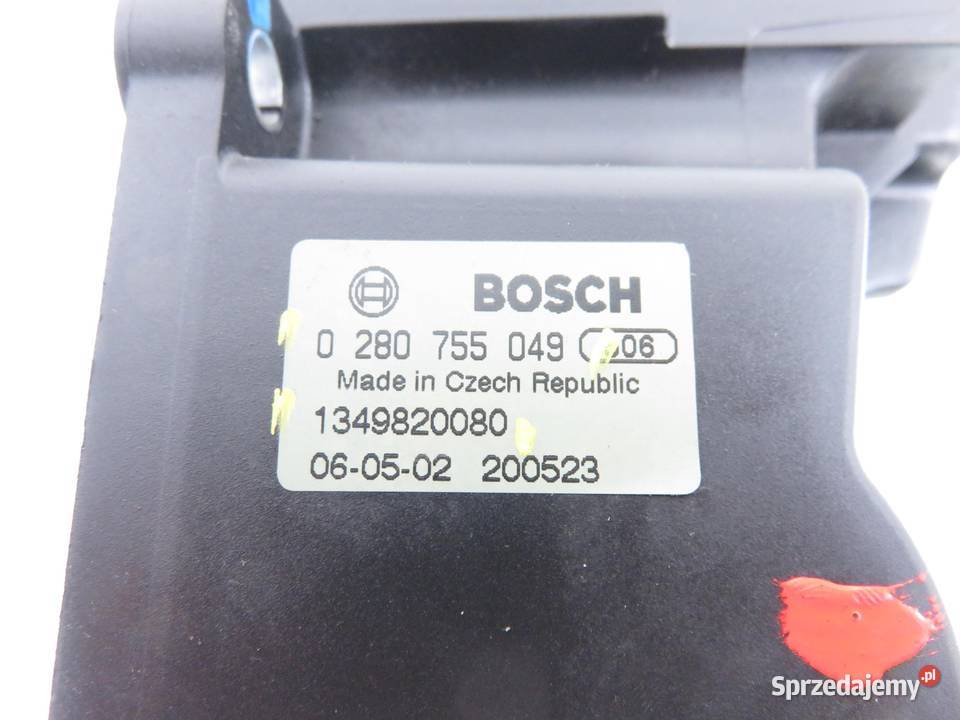 BOSCH
0 280 755 049
Made in Czech Republic
1349820080
06-05-02 200523
Sprzedajemy.pl